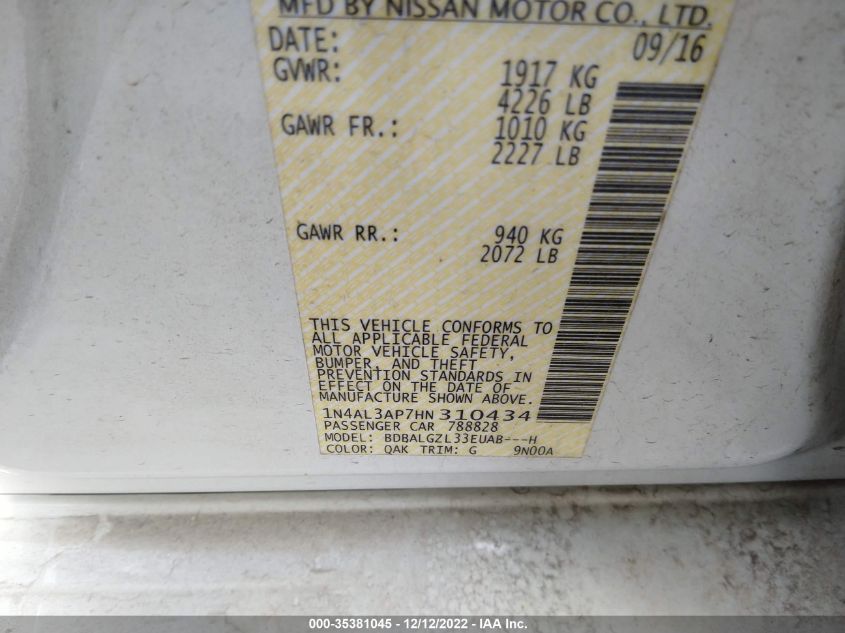 MFD BY NISSAN MOTOR CO., LTD.
DATE: 09/16
GVWR: 1917 KG
4226 LB
GAWR FR.: 1010 KG
2227 LB
GAWR RR.: 940 KG
2072 LB
THIS VEHICLE CONFORMS TO
ALL APPLICABLE FEDERAL
MOTOR VEHICLE SAFETY,
BUMPER, AND THEFT
PREVENTION STANDARDS IN
EFFECT ON THE DATE OF
MANUFACTURE SHOWN ABOVE.
1N4AL3AP7HN310434
PASSENGER CAR 788828
MODEL: BDBALGZL33EUAB---H
COLOR: QAK TRIM: G 9N00A
000-35381045 - 12/12/2022 - IAA Inc.